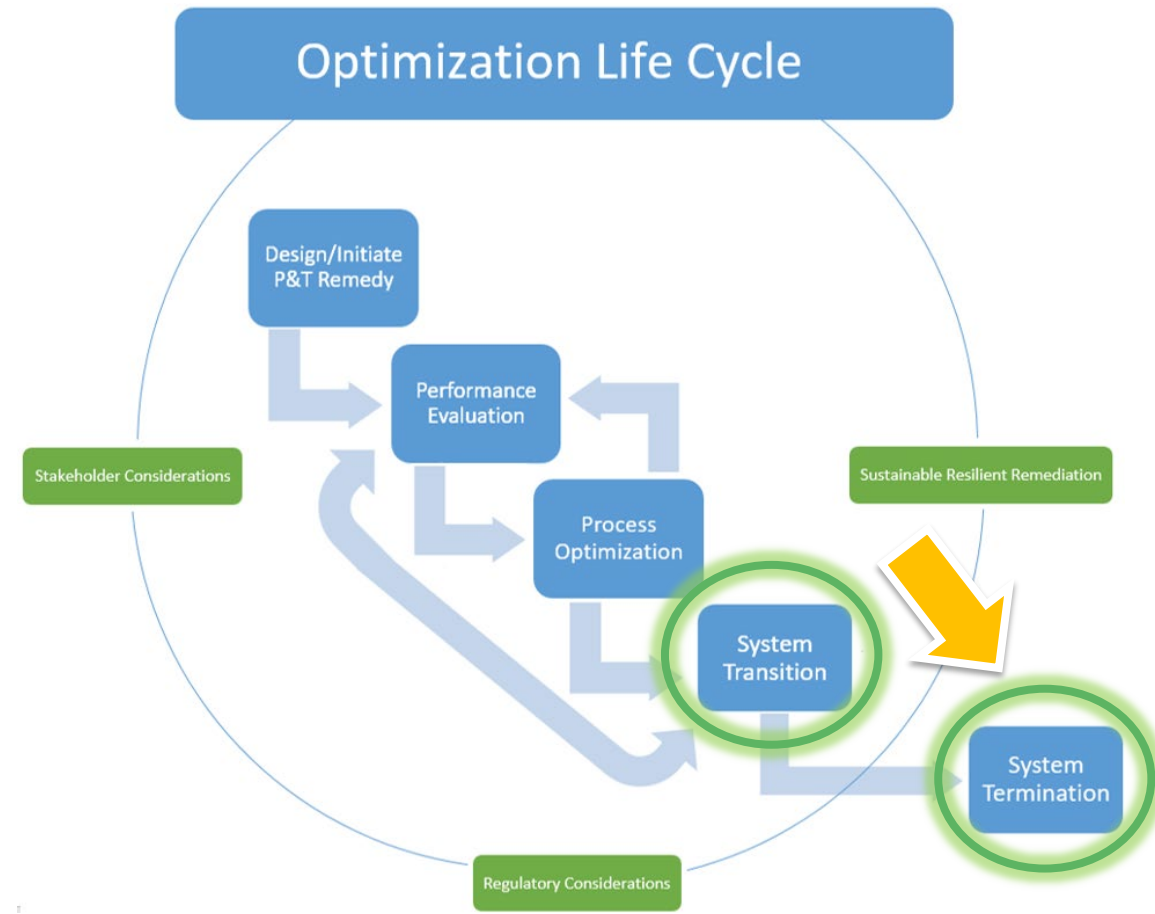 Optimization Life Cycle
Design/Initiate
P&T Remedy
Performance
Evaluation
Stakeholder Considerations
Sustainable Resilient Remediation
Process
Optimization
System
Transition
System
Termination
Regulatory Considerations